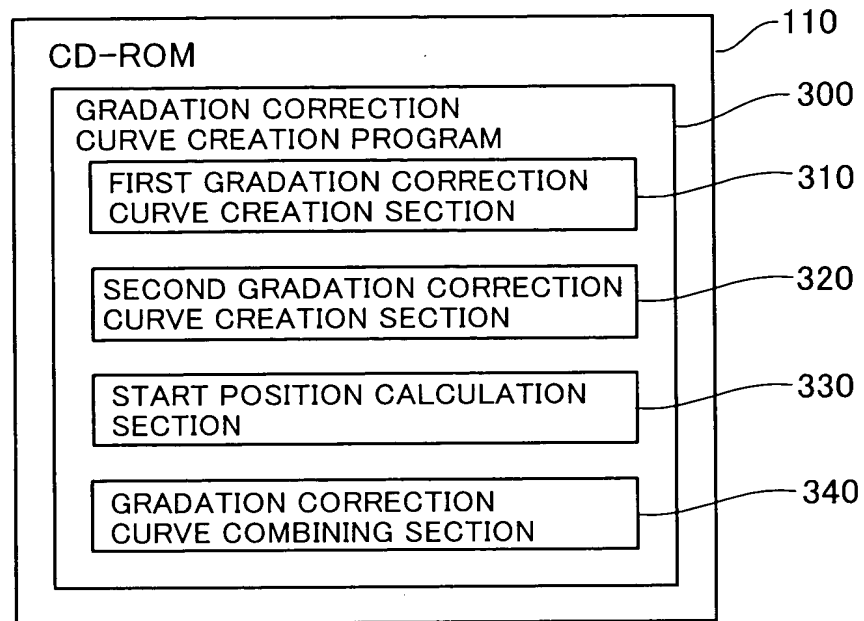 110
CD-ROM
300
GRADATION CORRECTION
CURVE CREATION PROGRAM
310
FIRST GRADATION CORRECTION
CURVE CREATION SECTION
320
SECOND GRADATION CORRECTION
CURVE CREATION SECTION
330
START POSITION CALCULATION
SECTION
340
GRADATION CORRECTION
CURVE COMBINING SECTION